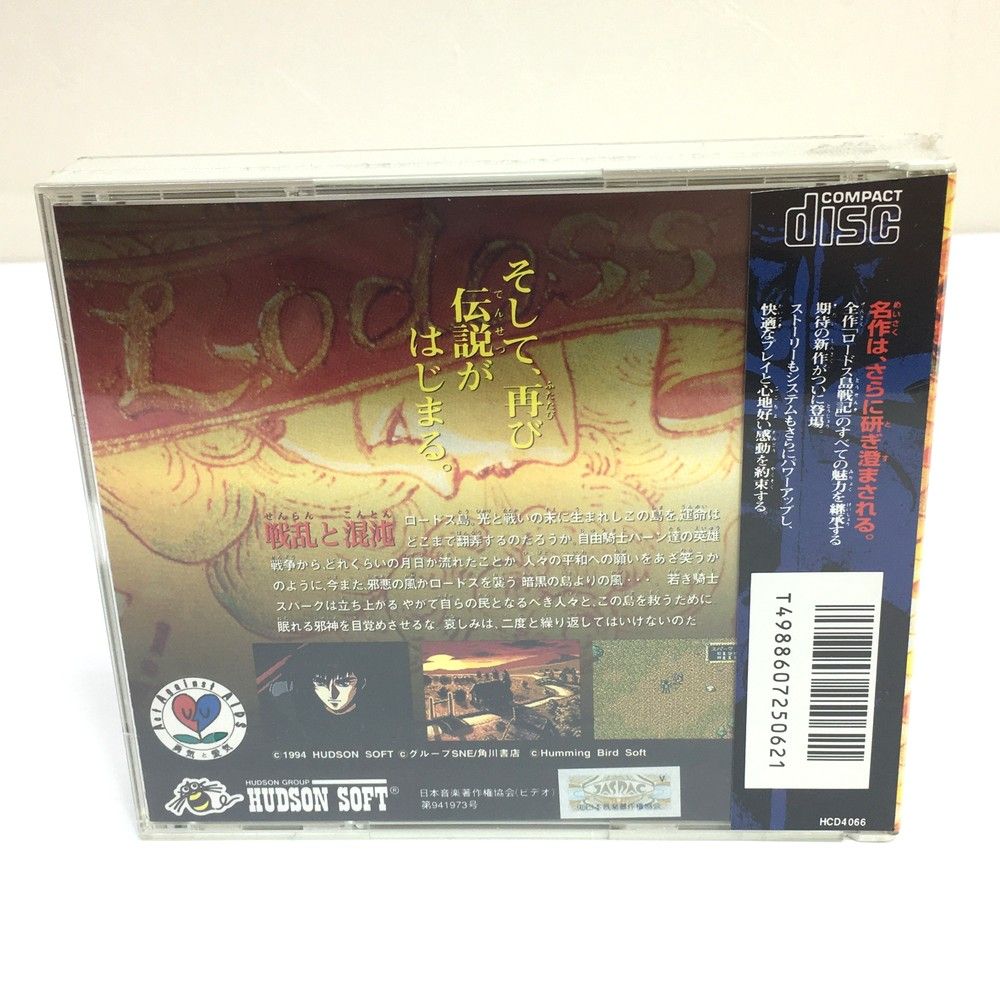 Lodoss
そして、再び
伝説が
はじまる。
戦乱と混沌
ロードス島、光と戦いの末に生まれしこの島を、運命は
どこまで翻弄するのだろうか。自由騎士パーン達の英雄
戦争から、どれくらいの月日が流れたことか。人々の平和への願いをあざ笑うか
のように、今また、邪悪の風がロードスを襲う。暗黒の島よりの風・・・ 若き騎士
スパークは立ち上がる。やがて自らの民となるべき人々と、この島を救うために。
眠れる邪神を目覚めさせるな。哀しみは、二度と繰り返してはいけないのだ。
Act Against AIDS
勇気と愛気
©1994 HUDSON SOFT ©グループSNE/角川書店 ©Humming Bird Soft
HUDSON GROUP
HUDSON SOFT®
日本音楽著作権協会(ビデオ)
第941973号
JASRAC
V
COMPACT
disc
名作は、さらに研ぎ澄まされる。
全作「ロードス島戦記」のすべての魅力を継承する
期待の新作がついに登場。
ストーリーもシステムもさらにパワーアップし、
快適なプレイと心地好い感動を約束する。
T4988607250621
HCD4066